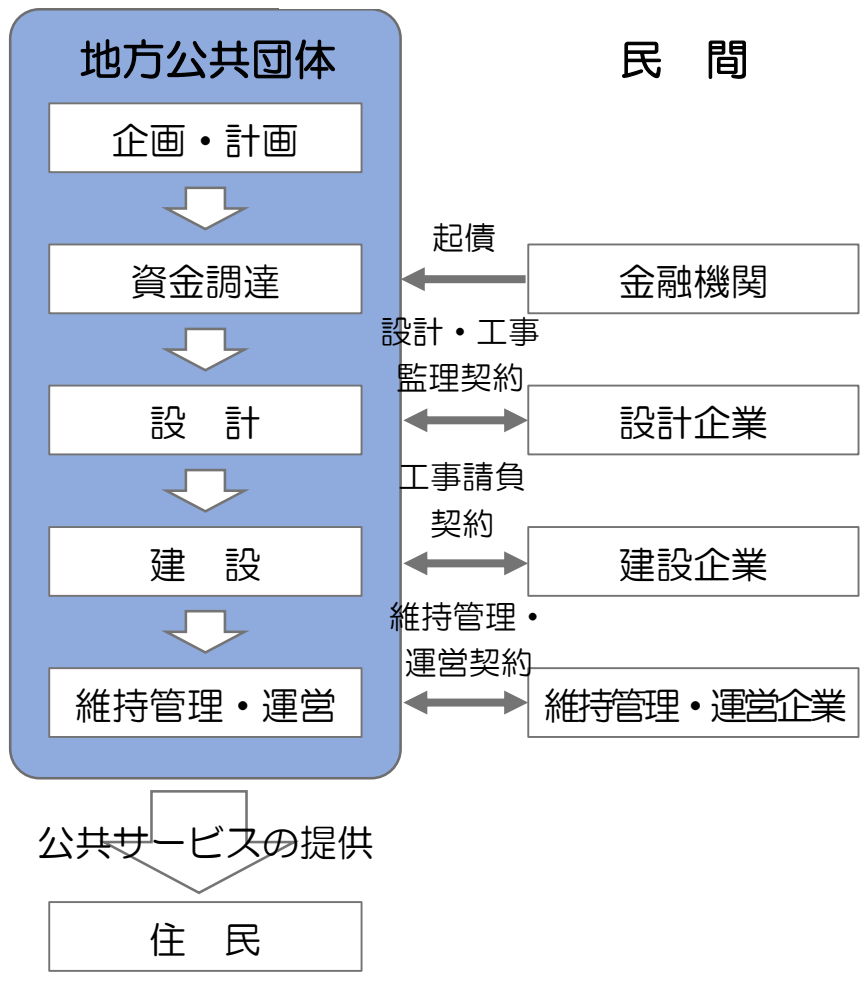 地方公共団体
民　間
企画・計画
資金調達
起債
金融機関
設計・工事
監理契約
設　計
設計企業
工事請負
契約
建　設
建設企業
維持管理・
運営契約
維持管理・運営
維持管理・運営企業
公共サービスの提供
住　民